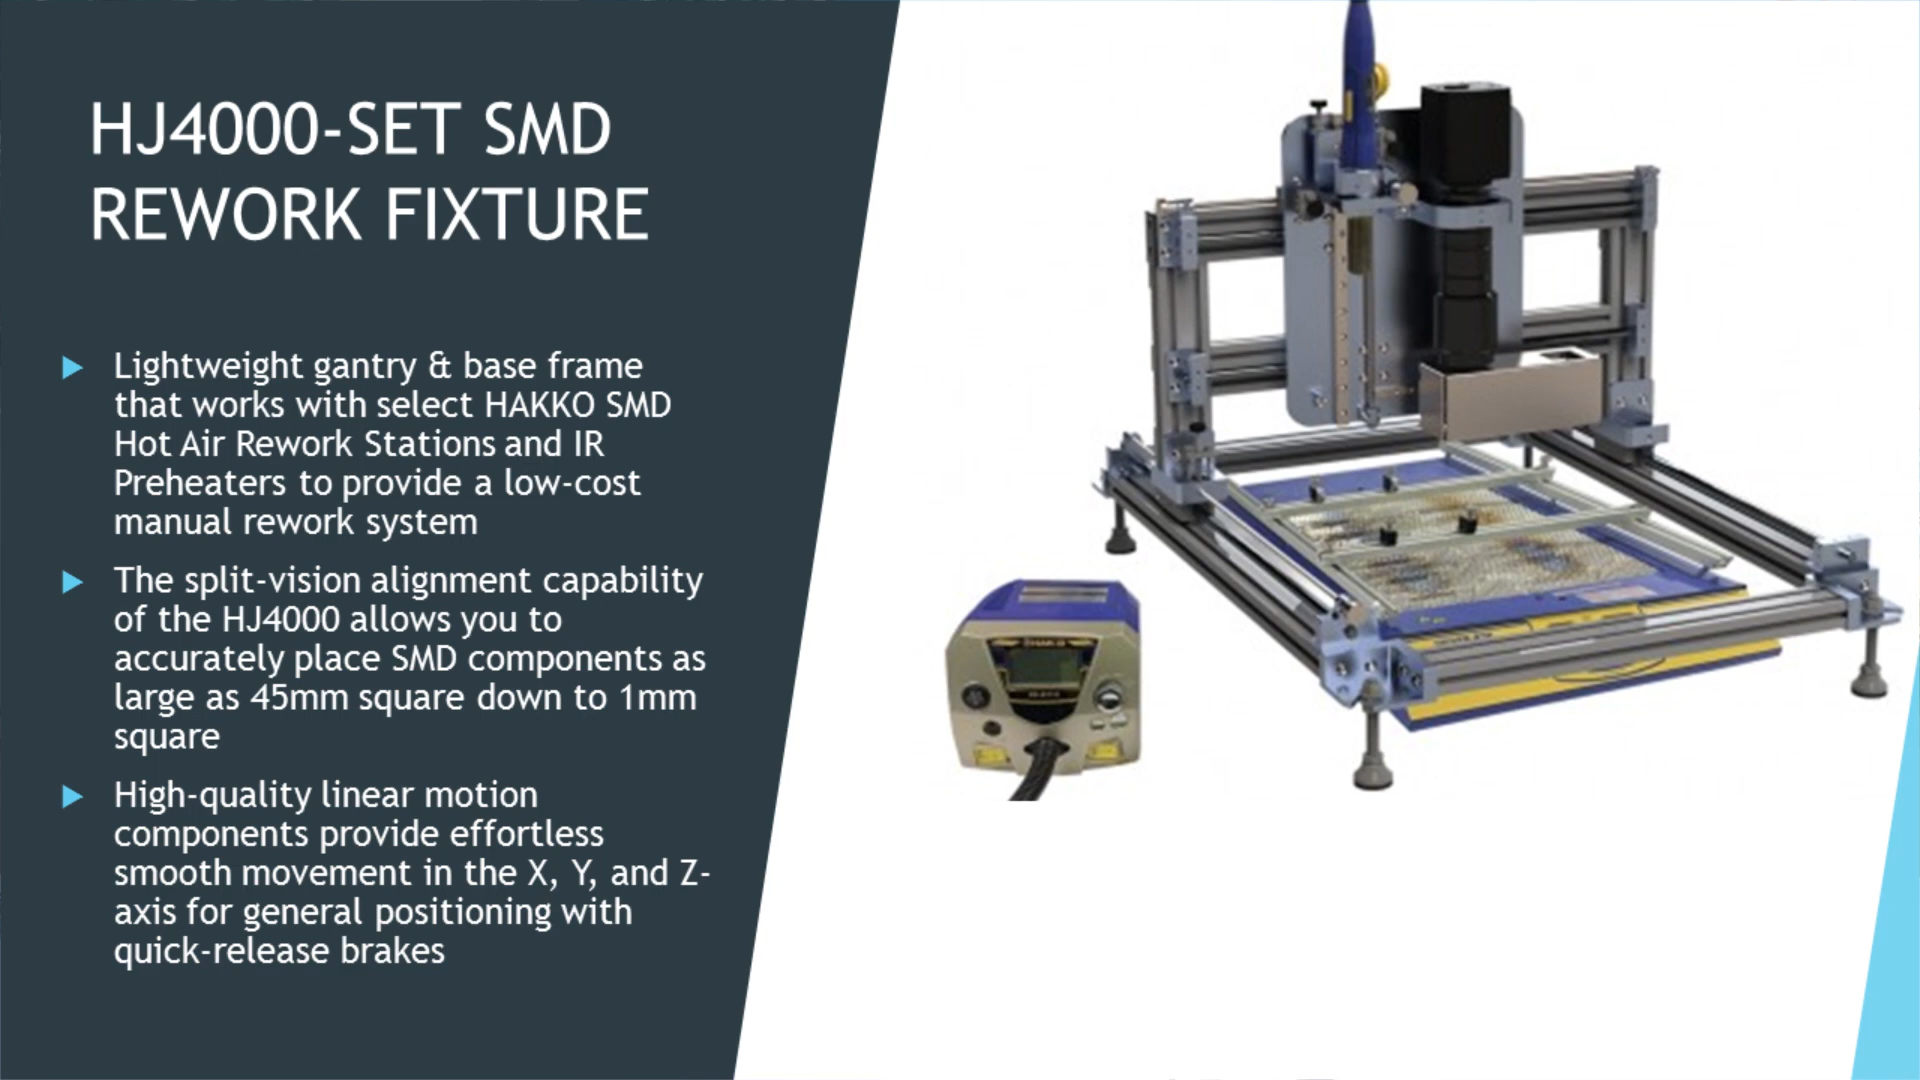 HJ4000-SET SMD
REWORK FIXTURE
Lightweight gantry & base frame
that works with select HAKKO SMD
Hot Air Rework Stations and IR
Preheaters to provide a low-cost
manual rework system
The split-vision alignment capability
of the HJ4000 allows you to
accurately place SMD components as
large as 45mm square down to 1mm
square
High-quality linear motion
components provide effortless
smooth movement in the X, Y, and Z-
axis for general positioning with
quick-release brakes